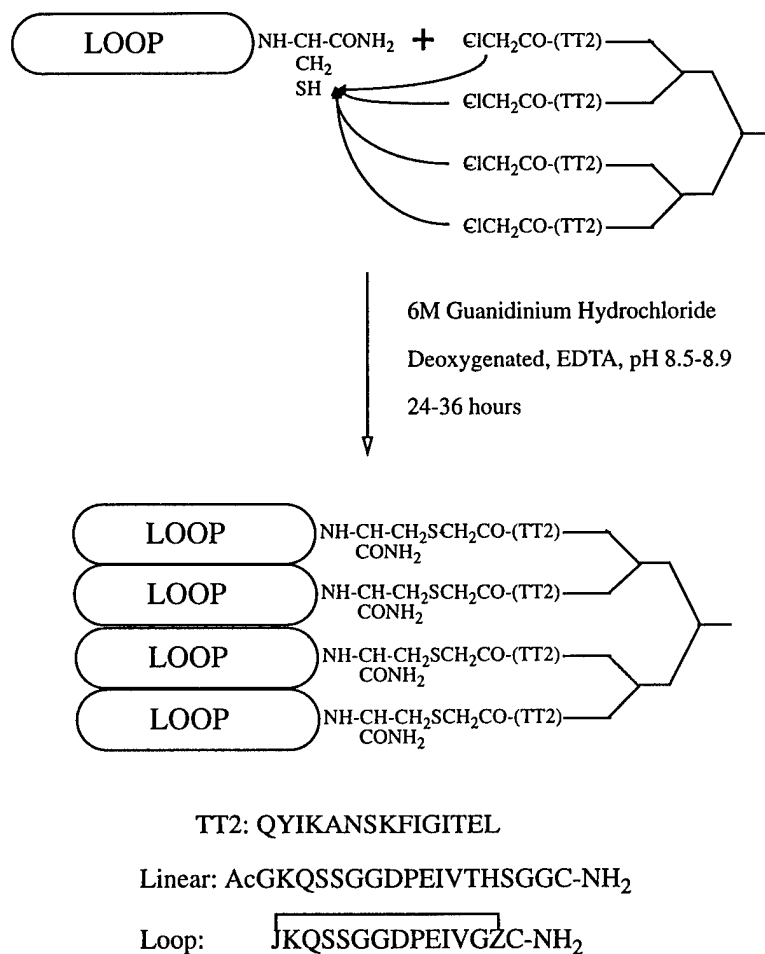 LOOP NH-CH-CONH₂ + ClCH₂CO-(TT2)
CH₂
SH ClCH₂CO-(TT2)
ClCH₂CO-(TT2)
ClCH₂CO-(TT2)
6M Guanidinium Hydrochloride
Deoxygenated, EDTA, pH 8.5-8.9
24-36 hours
LOOP NH-CH-CH₂SCH₂CO-(TT2)
CONH₂
LOOP NH-CH-CH₂SCH₂CO-(TT2)
CONH₂
LOOP NH-CH-CH₂SCH₂CO-(TT2)
CONH₂
LOOP NH-CH-CH₂SCH₂CO-(TT2)
CONH₂
TT2: QYIKANSKFIGITEL
Linear: AcGKQSSGGDPEIVTHSGGC-NH₂
Loop: JKQSSGGDPEIVGZC-NH₂